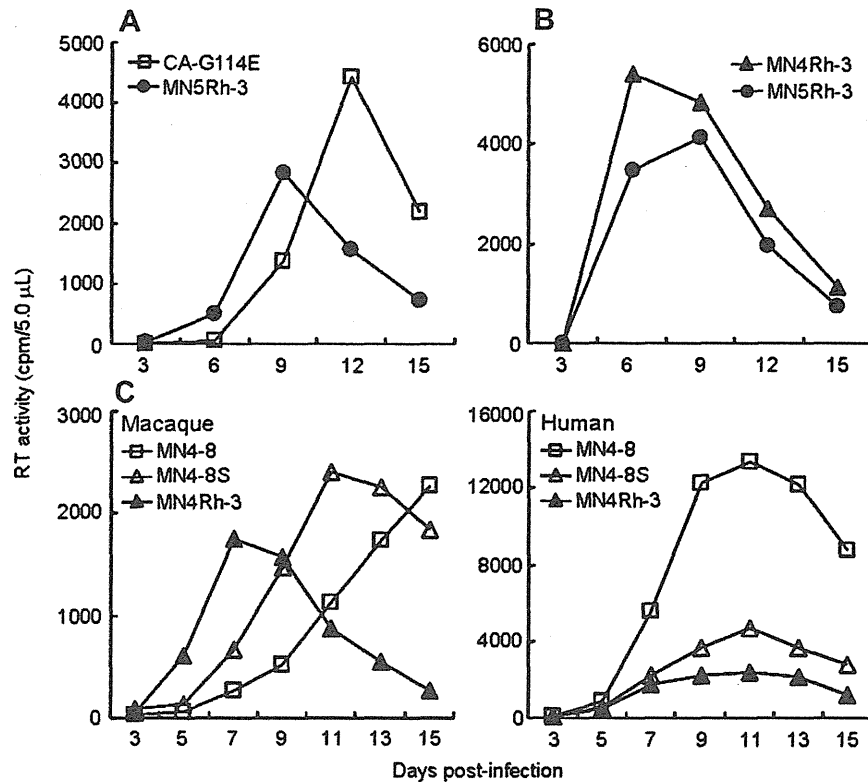 A
CA-G114E
MN5Rh-3
5000
4000
3000
2000
1000
0
3 6 9 12 15
B
MN4Rh-3
MN5Rh-3
6000
4000
2000
0
3 6 9 12 15
RT activity (cpm/5.0 μL)
C
Macaque
MN4-8
MN4-8S
MN4Rh-3
3000
2000
1000
0
3 5 7 9 11 13 15
Human
MN4-8
MN4-8S
MN4Rh-3
16000
12000
8000
4000
0
3 5 7 9 11 13 15
Days post-infection